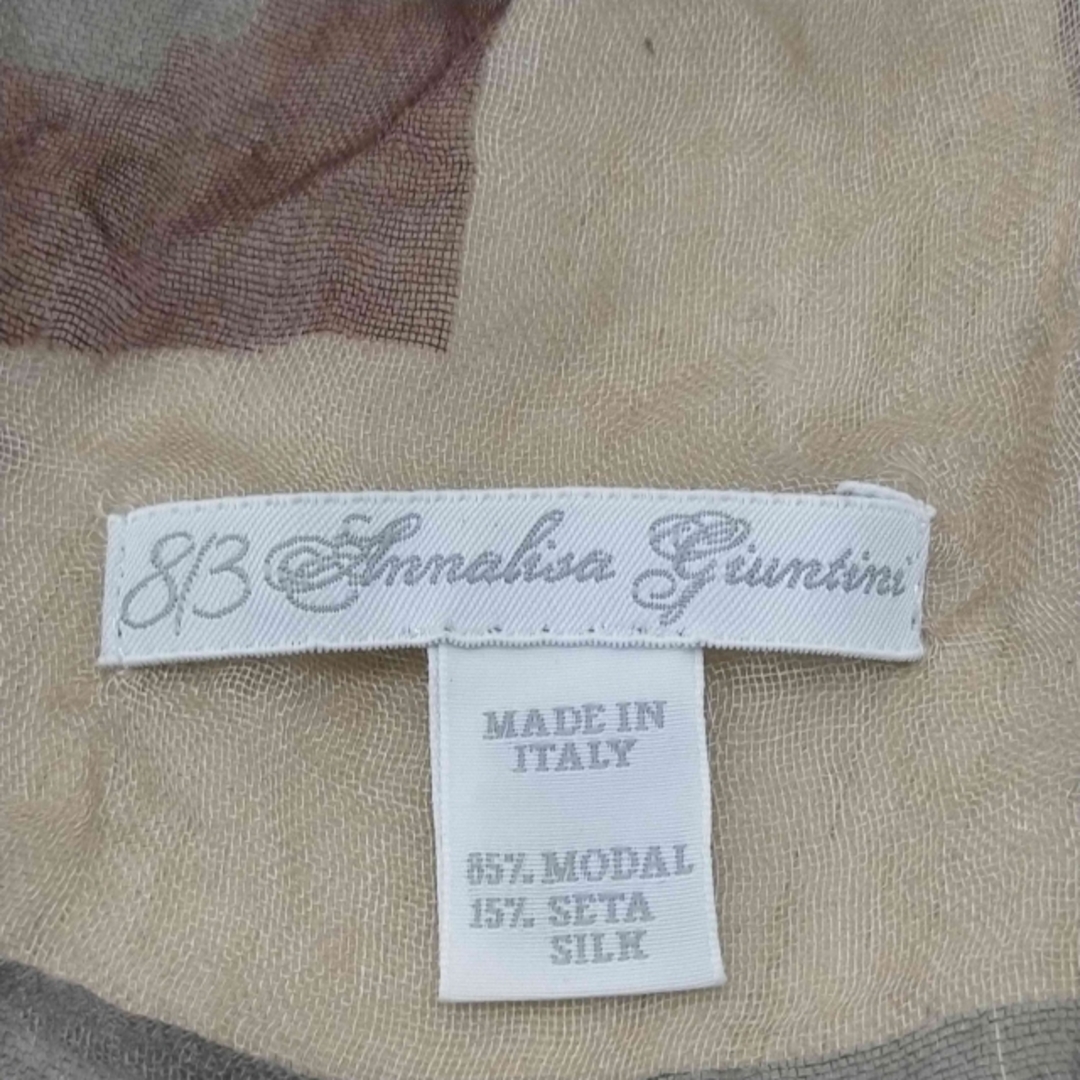 8/3 Annalisa Giuntini
MADE IN
ITALY
85% MODAL
15% SETA
SILK